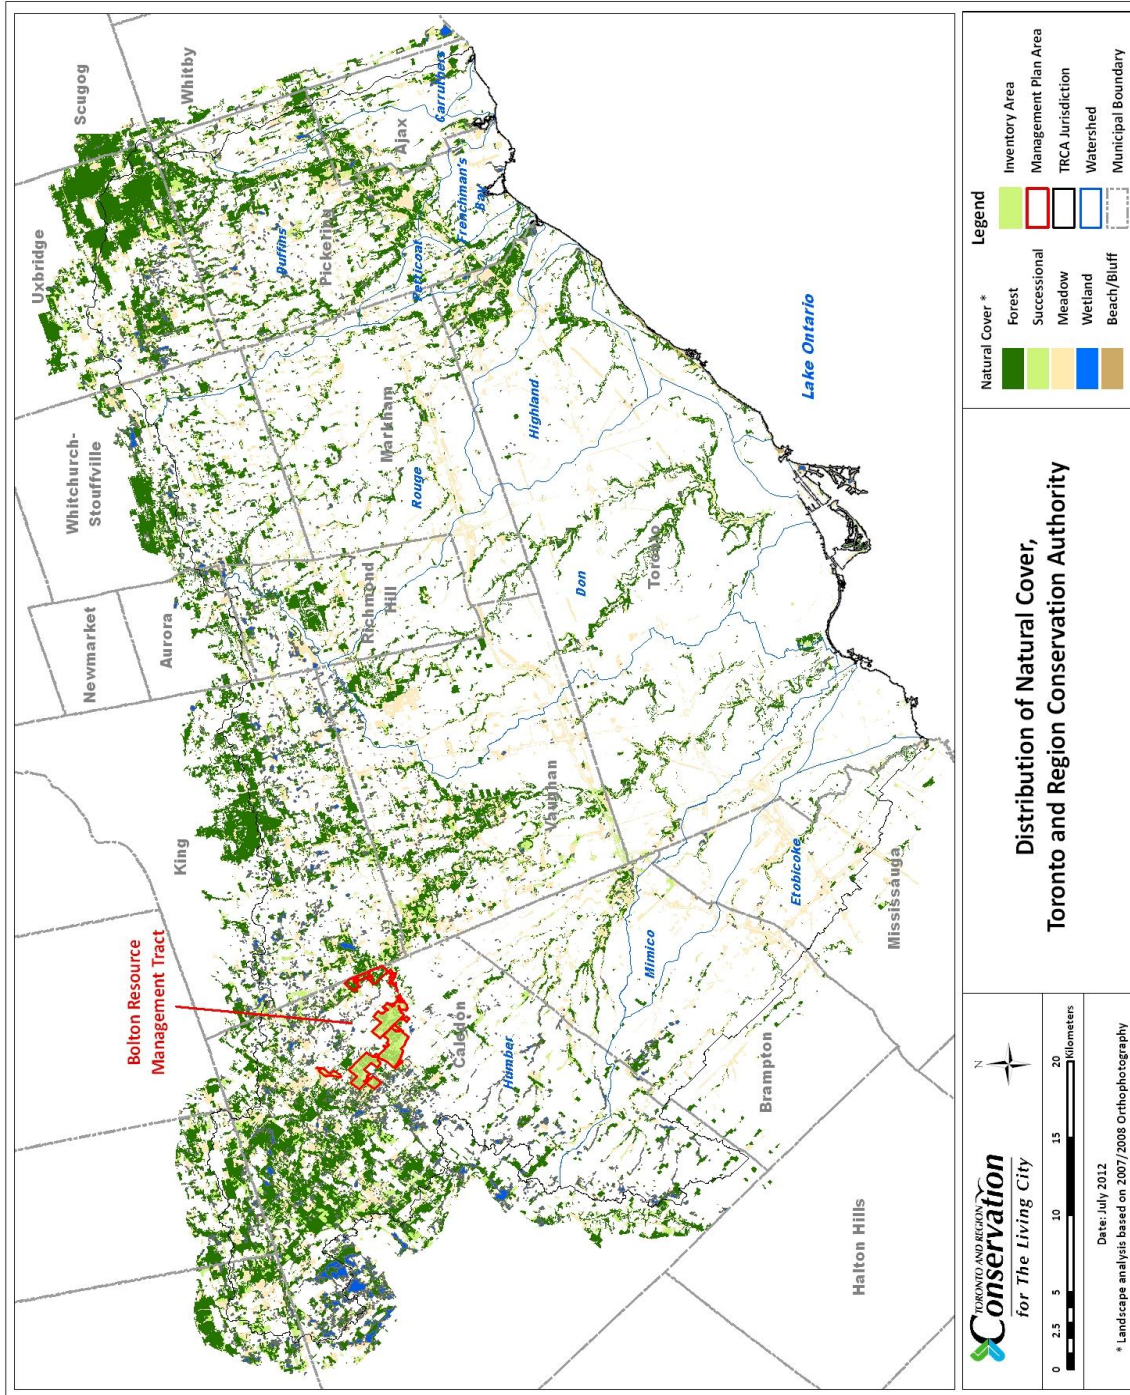 Scugog
Whitby
Uxbridge
Carruthers
Ajax
Frenchman's
Bay
Pickering
Duffins
Petticoat
Whitchurch-
Stouffville
Markham
Rouge
Highland
Lake Ontario
Newmarket
Aurora
Richmond
Hill
Don
Toronto
King
Vaughan
Bolton Resource
Management Tract
Caledon
Humber
Mimico
Etobicoke
Mississauga
Brampton
Halton Hills
Legend
Natural Cover *
Forest
Successional
Meadow
Wetland
Beach/Bluff
Inventory Area
Management Plan Area
TRCA Jurisdiction
Watershed
Municipal Boundary
Distribution of Natural Cover,
Toronto and Region Conservation Authority
TORONTO AND REGION
Conservation
for The Living City
N
0 2.5 5 10 15 20
Kilometers
Date: July 2012
* Landscape analysis based on 2007/2008 Orthophotography